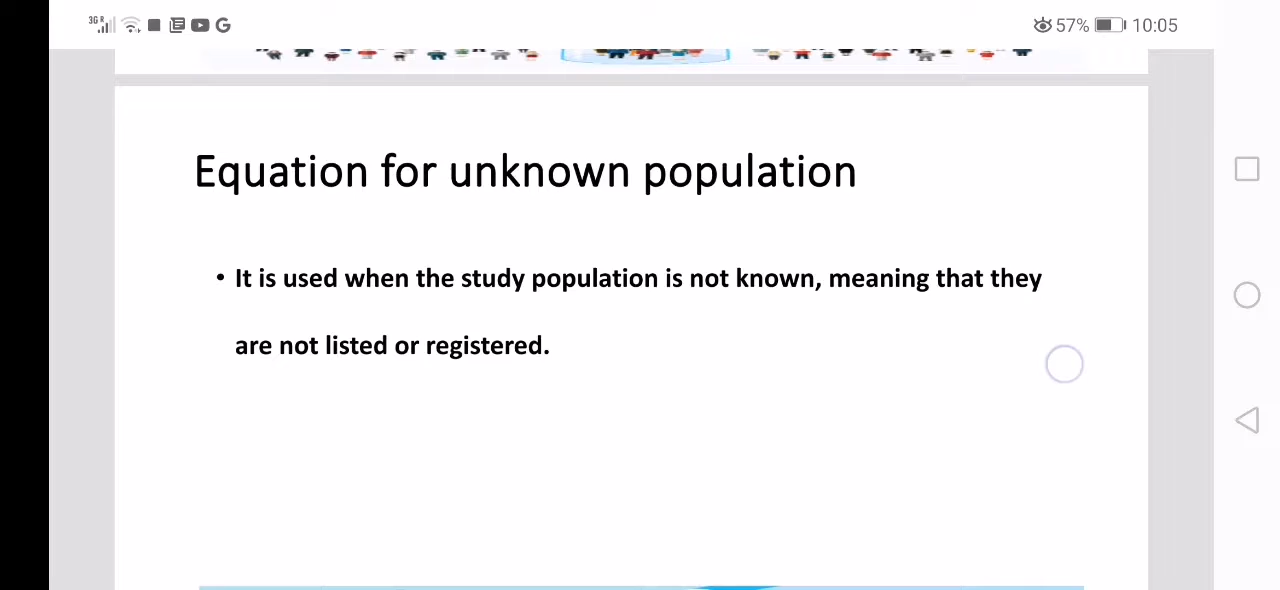 3G R 57% 10:05
Equation for unknown population
• It is used when the study population is not known, meaning that they
are not listed or registered.